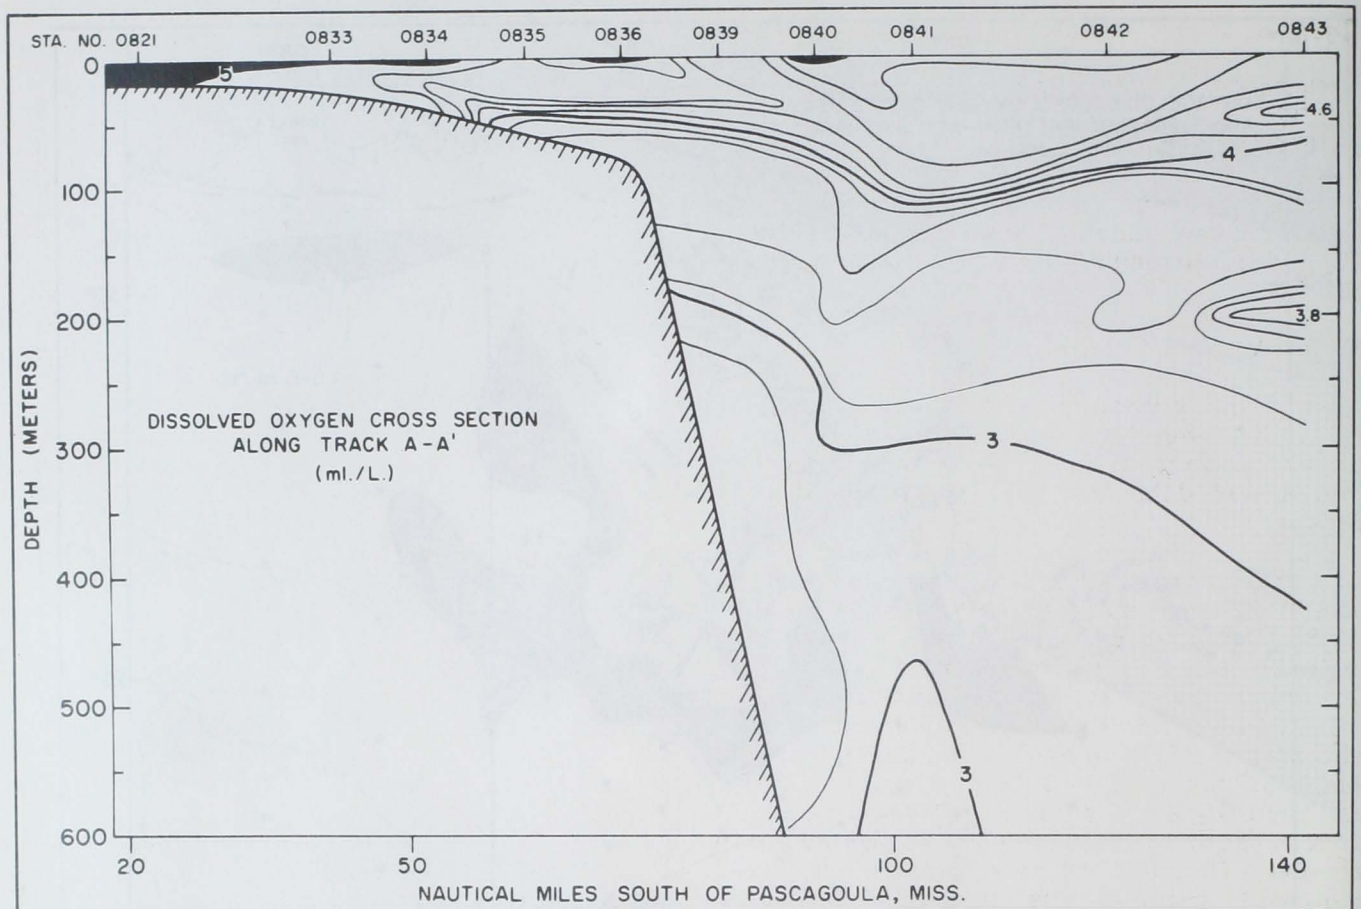 STA. NO. 0821 0833 0834 0835 0836 0839 0840 0841 0842 0843
0
5
4.6
4
100
200
3.8
DISSOLVED OXYGEN CROSS SECTION
ALONG TRACK A-A'
(ml./L.)
300
3
DEPTH (METERS)
400
500
3
600
20 50 100 140
NAUTICAL MILES SOUTH OF PASCAGOULA, MISS.